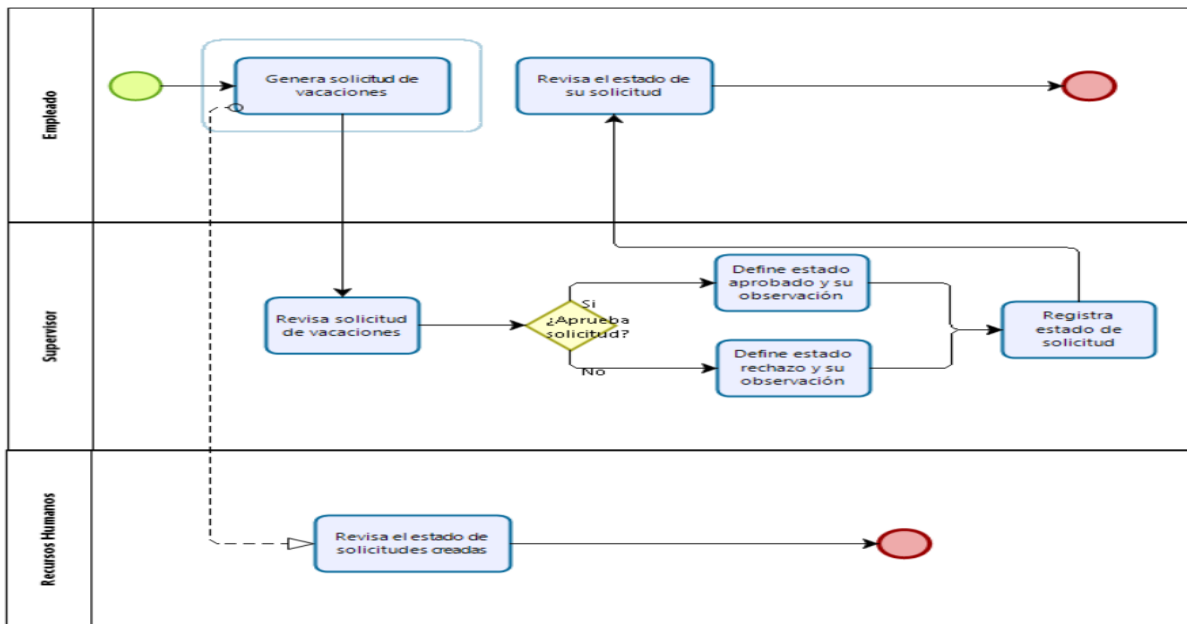 Empleado
Genera solicitud de
vacaciones
Revisa el estado de
su solicitud
Supervisor
Revisa solicitud
de vacaciones
Si
¿Aprueba
solicitud?
No
Define estado
aprobado y su
observación
Define estado
rechazo y su
observación
Registra
estado de
solicitud
Recursos Humanos
Revisa el estado de
solicitudes creadas